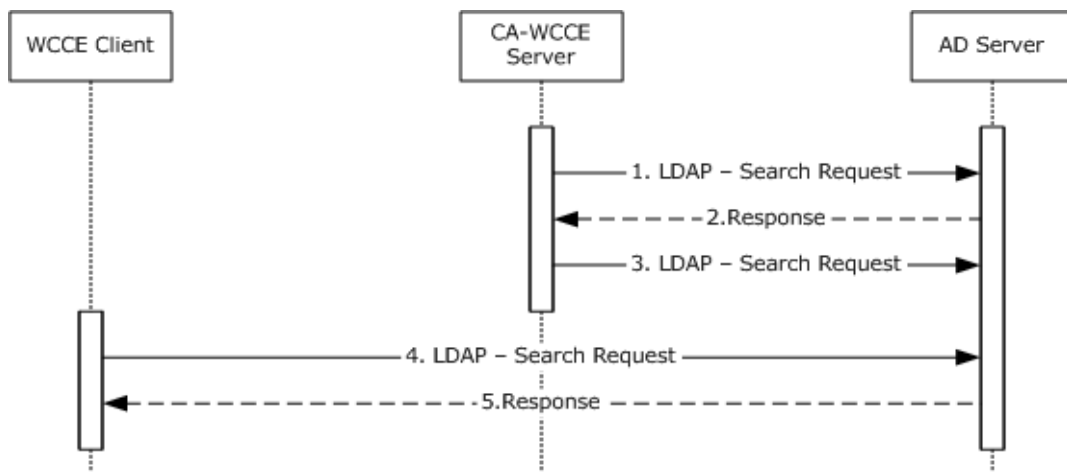 WCCE Client
CA-WCCE
Server
AD Server
1. LDAP – Search Request
2.Response
3. LDAP – Search Request
4. LDAP – Search Request
5.Response